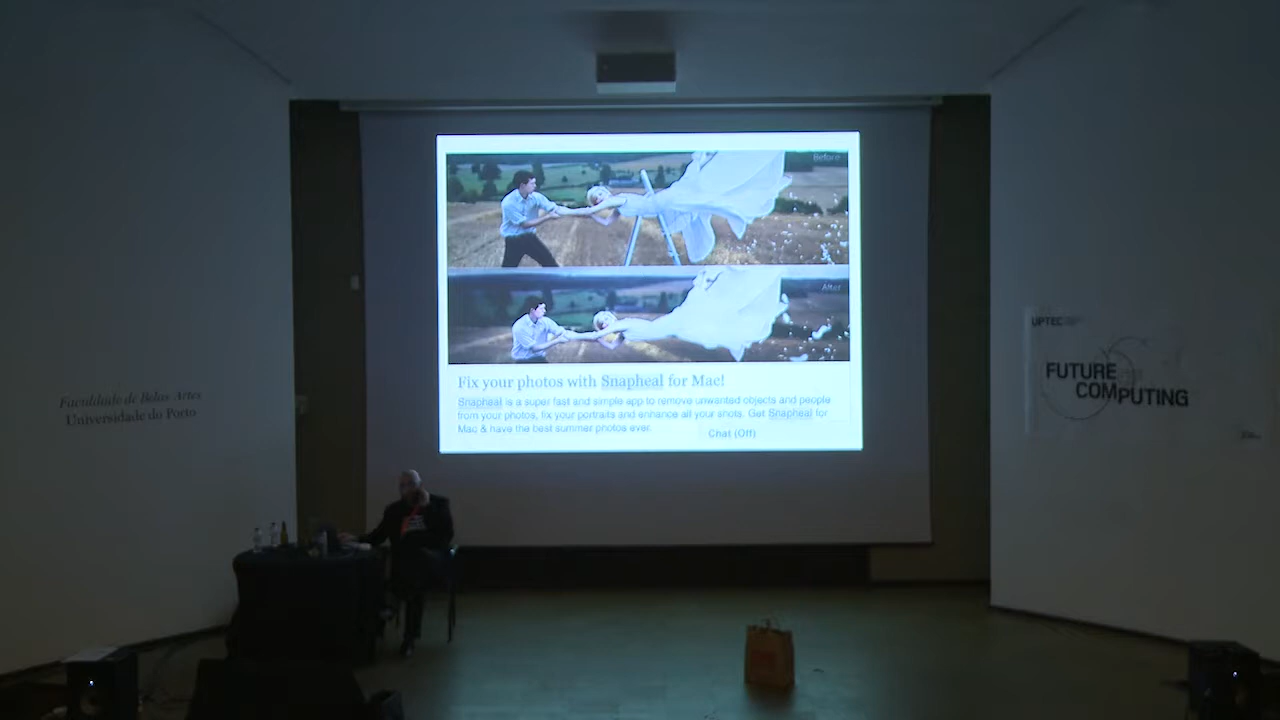 Before
After
Fix your photos with Snapheal for Mac!
Snapheal is a super fast and simple app to remove unwanted objects and people
from your photos, fix your portraits and enhance all your shots. Get Snapheal for
Mac & have the best summer photos ever.
Chat (Off)
Faculdade de Belas Artes
Universidade do Porto
UPTEC
FUTURE
COMPUTING